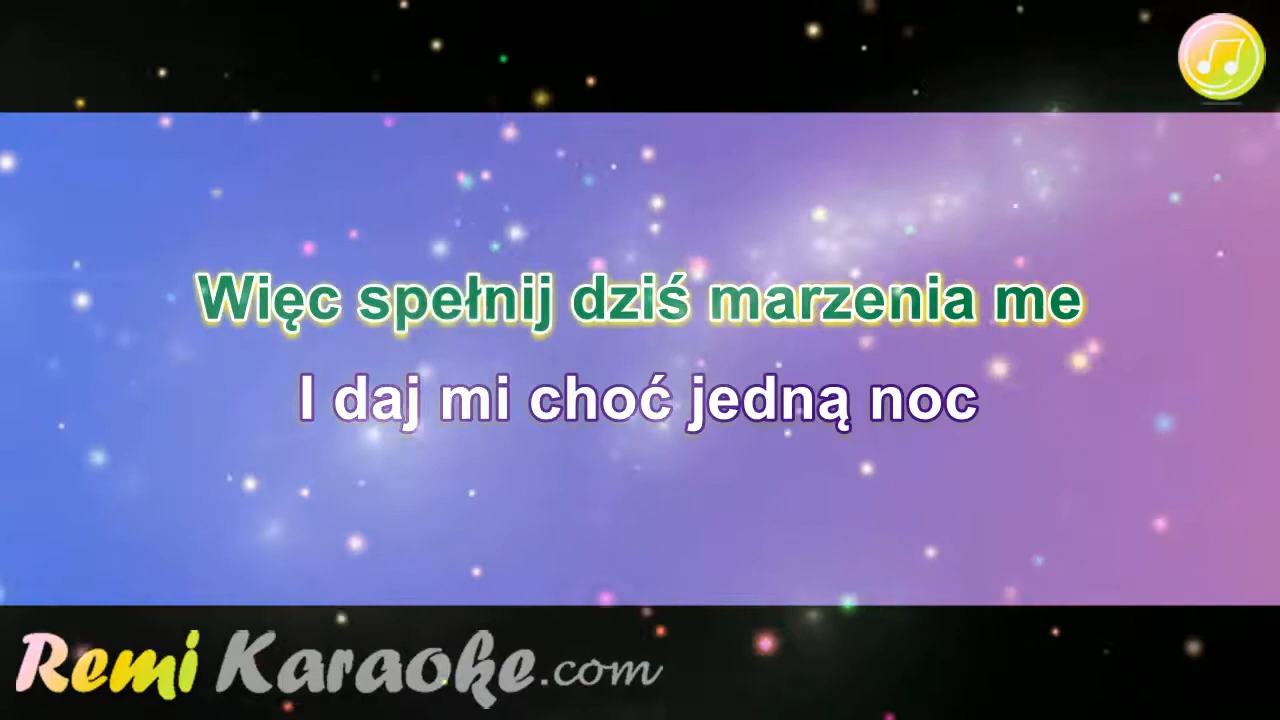 Więc spełnij dziś marzenia me
I daj mi choć jedną noc
Remi Karaoke.com